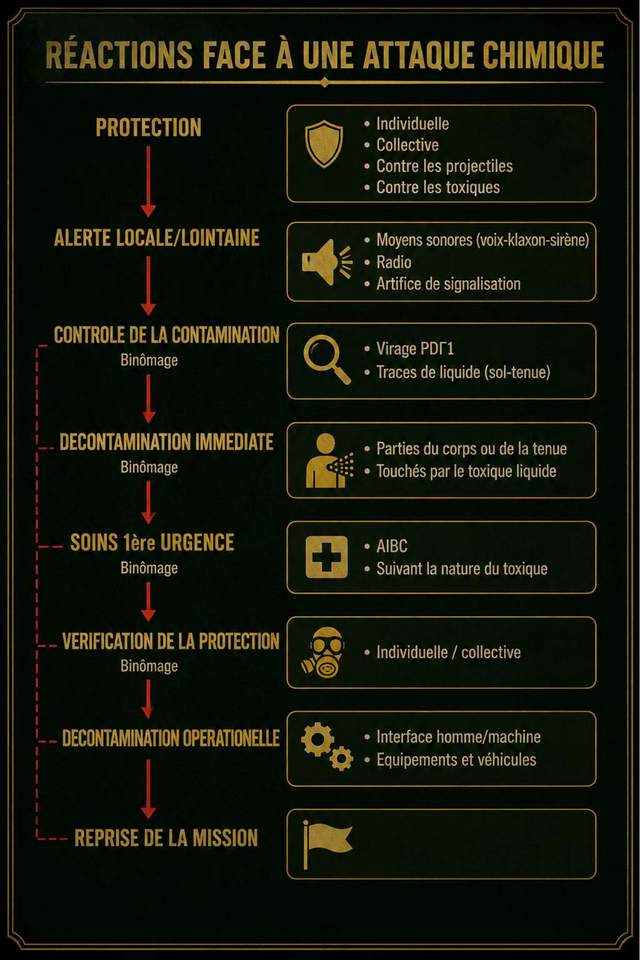 RÉACTIONS FACE À UNE ATTAQUE CHIMIQUE
PROTECTION
• Individuelle
• Collective
• Contre les projectiles
• Contre les toxiques
ALERTE LOCALE/LOINTAINE
• Moyens sonores (voix-klaxon-sirène)
• Radio
• Artifice de signalisation
CONTROLE DE LA CONTAMINATION
Binômage
• Virage PDΓ1
• Traces de liquide (sol-tenue)
DECONTAMINATION IMMEDIATE
Binômage
• Parties du corps ou de la tenue
• Touchés par le toxique liquide
SOINS 1ère URGENCE
Binômage
• AIBC
• Suivant la nature du toxique
VERIFICATION DE LA PROTECTION
Binômage
• Individuelle / collective
DECONTAMINATION OPERATIONELLE
• Interface homme/machine
• Equipements et véhicules
REPRISE DE LA MISSION